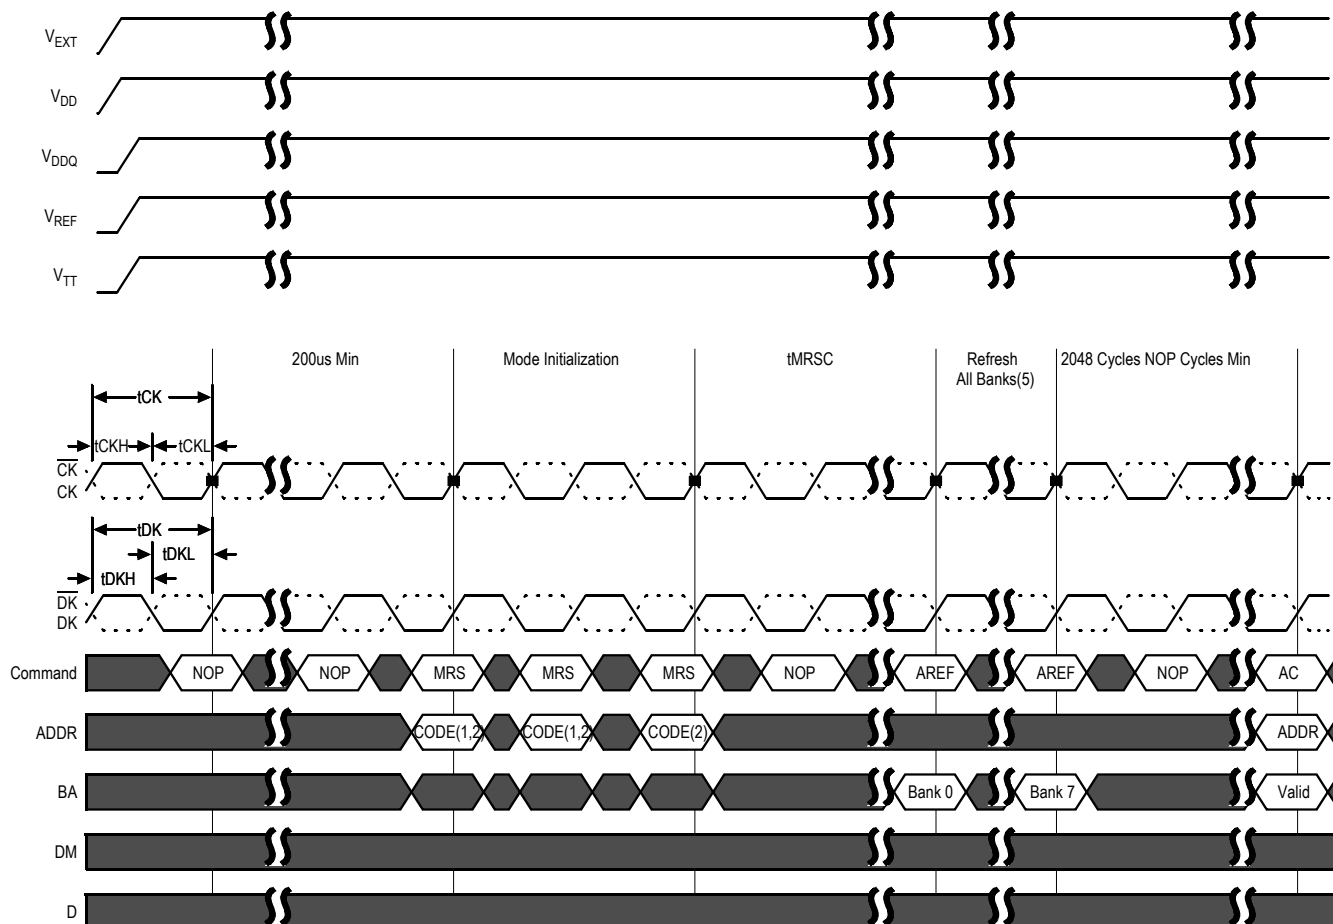 VEXT
VDD
VDDQ
VREF
VTT
200us Min
Mode Initialization
tMRSC
Refresh
All Banks(5)
2048 Cycles NOP Cycles Min
tCK
tCKH
tCKL
CK
CK
tDK
tDKL
tDKH
DK
DK
Command
NOP
NOP
MRS
MRS
MRS
NOP
AREF
AREF
NOP
AC
ADDR
CODE(1,2)
CODE(1,2)
CODE(2)
ADDR
BA
Bank 0
Bank 7
Valid
DM
D